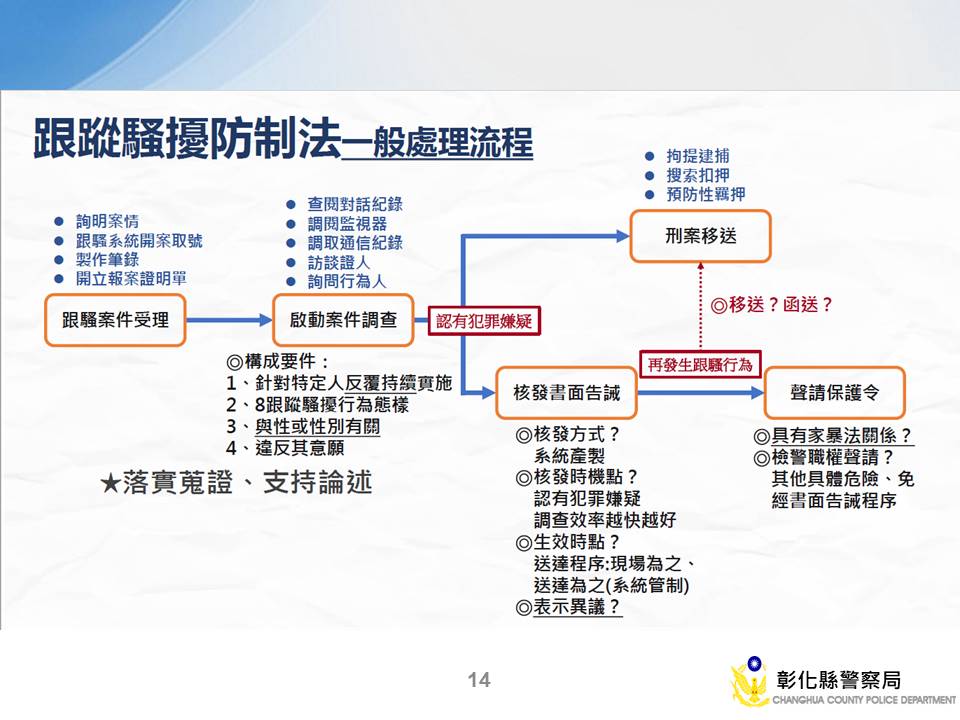 跟蹤騷擾防制法—般處理流程
● 詢明案情
● 跟騷系統開案取號
● 製作筆錄
● 開立報案證明單
跟騷案件受理
● 查閱對話紀錄
● 調閱監視器
● 調取通信紀錄
● 訪談證人
● 詢問行為人
啟動案件調查
◎構成要件：
1、針對特定人反覆持續實施
2、8跟蹤騷擾行為態樣
3、與性或性別有關
4、違反其意願
★落實蒐證、支持論述
認有犯罪嫌疑
● 拘提逮捕
● 搜索扣押
● 預防性羈押
刑案移送
◎移送？函送？
再發生跟騷行為
核發書面告誡
◎核發方式？
系統產製
◎核發時機點？
認有犯罪嫌疑
調查效率越快越好
◎生效時點？
送達程序:現場為之、
送達為之(系統管制)
◎表示異議？
聲請保護令
◎具有家暴法關係？
◎檢警職權聲請？
其他具體危險、免
經書面告誡程序
14
彰化縣警察局
CHANGHUA COUNTY POLICE DEPARTMENT